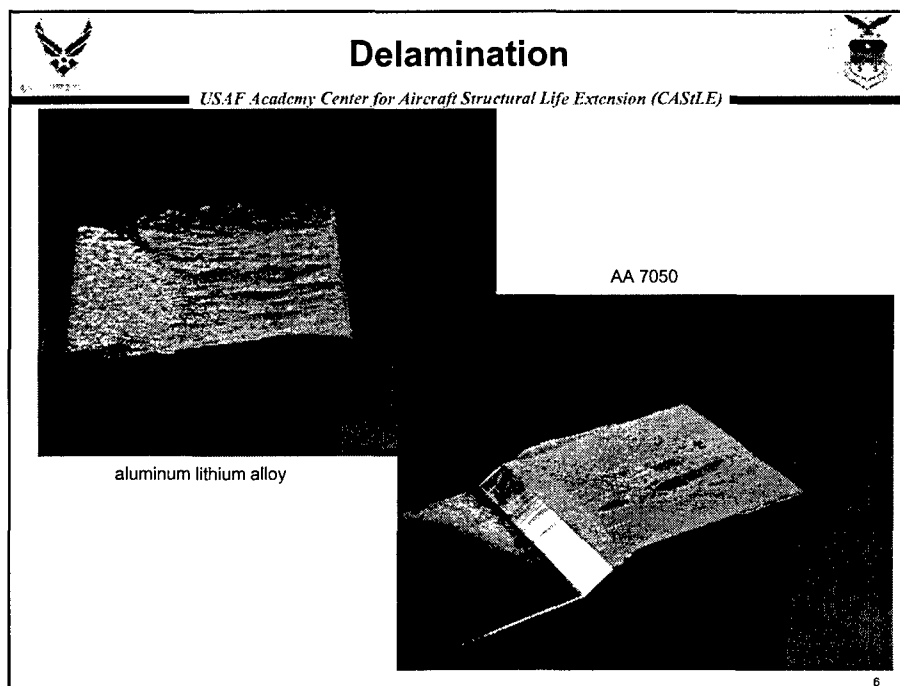 Delamination
USAF Academy Center for Aircraft Structural Life Extension (CAStLE)
AA 7050
aluminum lithium alloy
6